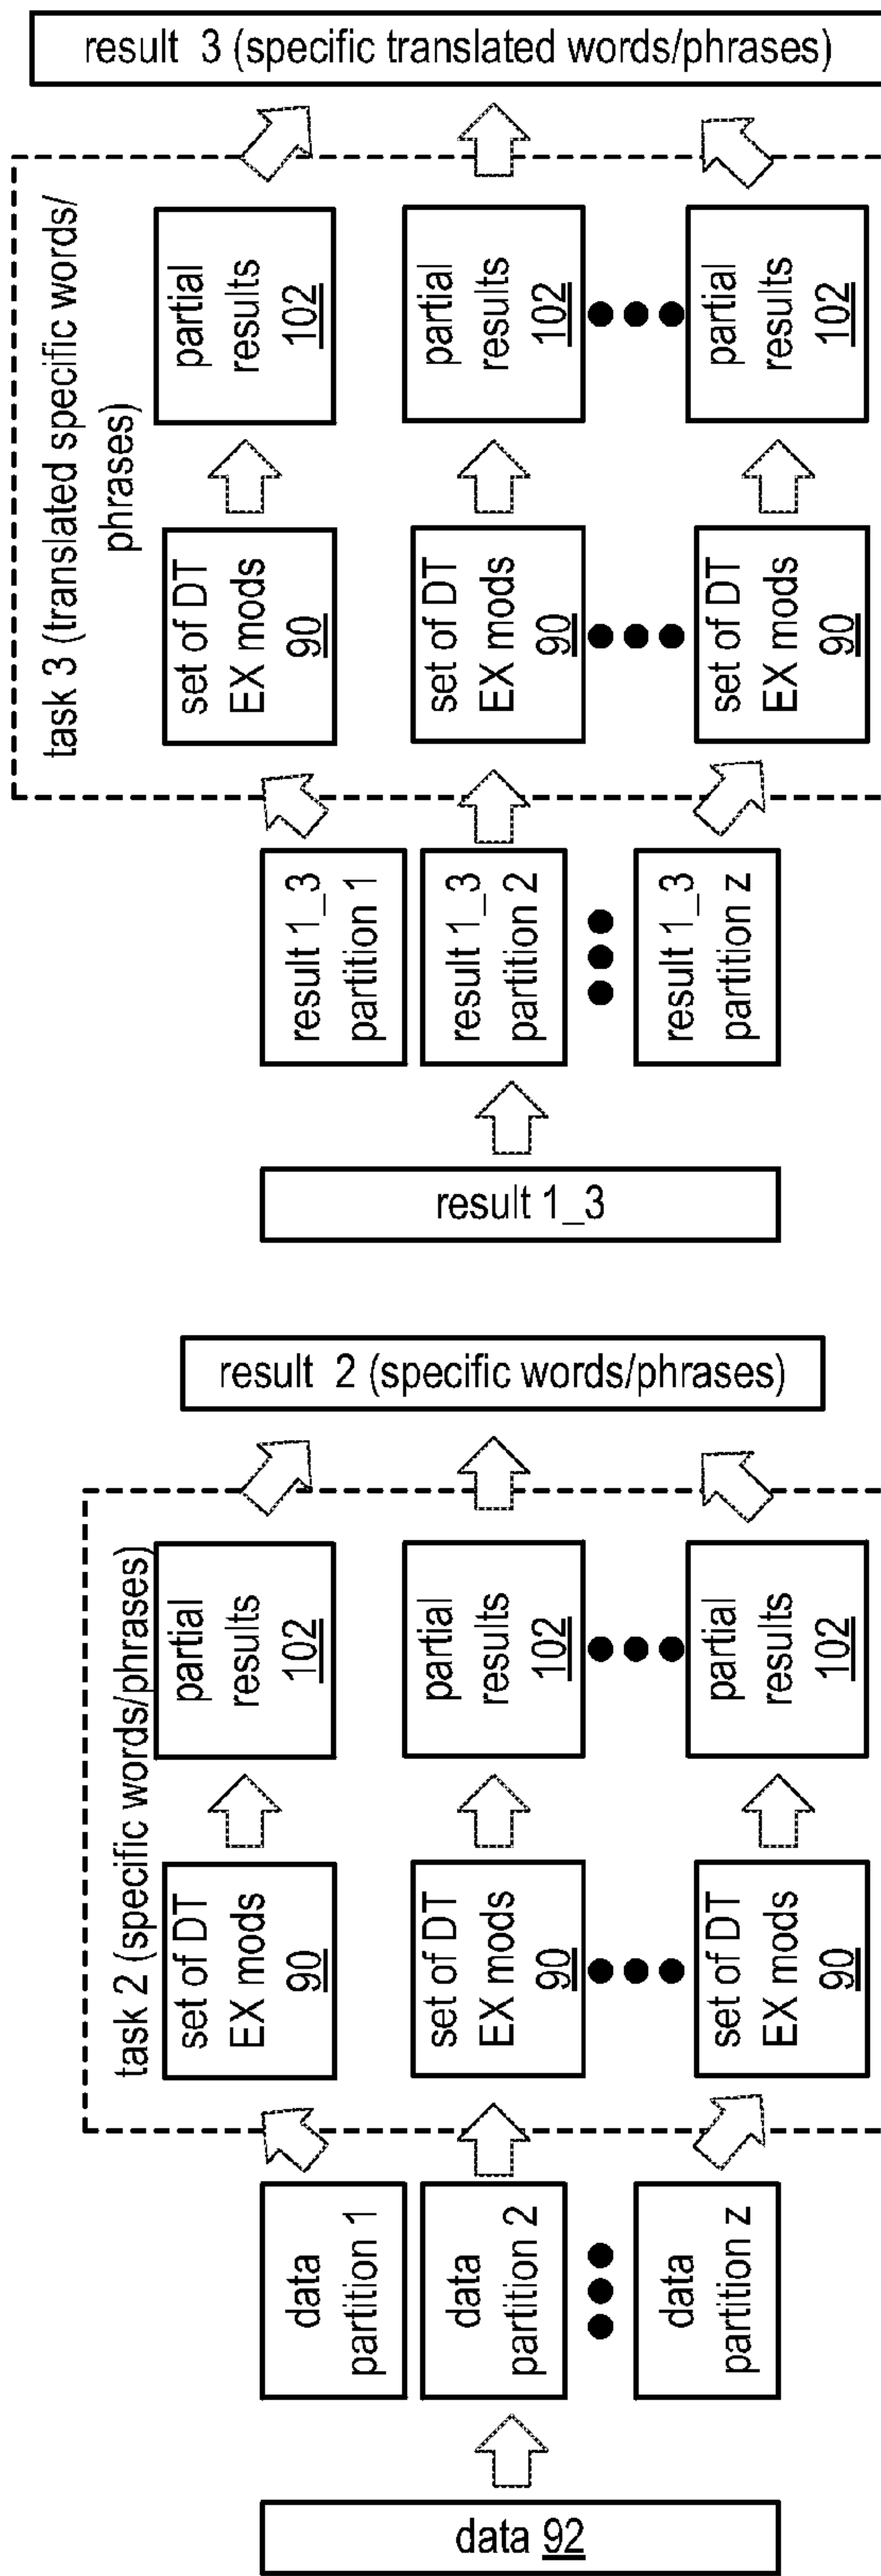 data 92
data
partition 1
data
partition 2
data
partition z
task 2 (specific words/phrases)
set of DT
EX mods
90
set of DT
EX mods
90
set of DT
EX mods
90
partial
results
102
partial
results
102
partial
results
102
result 2 (specific words/phrases)
result 1_3
result 1_3
partition 1
result 1_3
partition 2
result 1_3
partition z
task 3 (translated specific words/
phrases)
set of DT
EX mods
90
set of DT
EX mods
90
set of DT
EX mods
90
partial
results
102
partial
results
102
partial
results
102
result 3 (specific translated words/phrases)